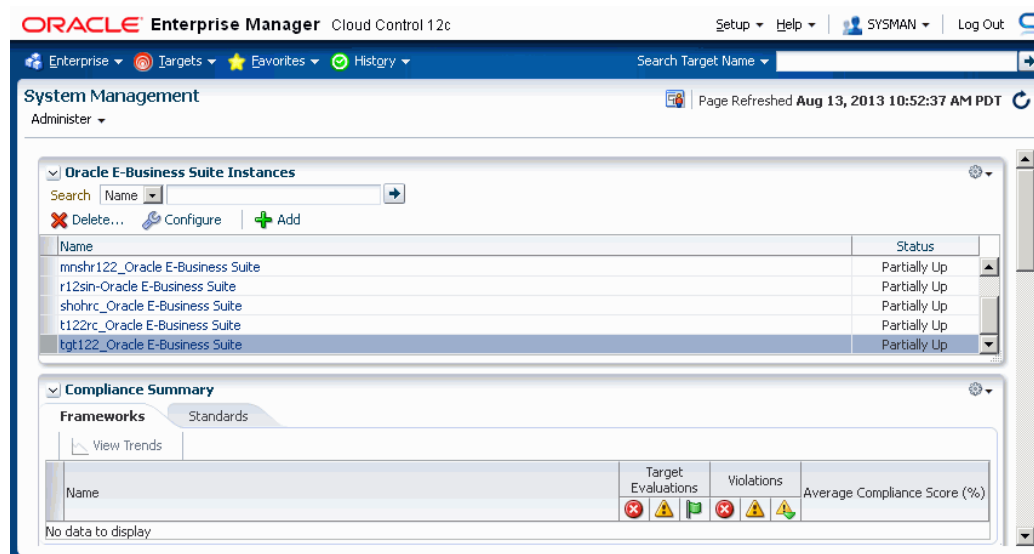 ORACLE Enterprise Manager Cloud Control 12c
Setup Help SYSMAN Log Out
Enterprise Targets Favorites History Search Target Name
System Management
Page Refreshed Aug 13, 2013 10:52:37 AM PDT
Administer
Oracle E-Business Suite Instances
Search Name
Delete... Configure Add
Name Status
mnshr122_Oracle E-Business Suite Partially Up
r12sin-Oracle E-Business Suite Partially Up
shohrc_Oracle E-Business Suite Partially Up
t122rc_Oracle E-Business Suite Partially Up
tgt122_Oracle E-Business Suite Partially Up
Compliance Summary
Frameworks Standards
View Trends
Name Target Evaluations Violations Average Compliance Score (%)
No data to display